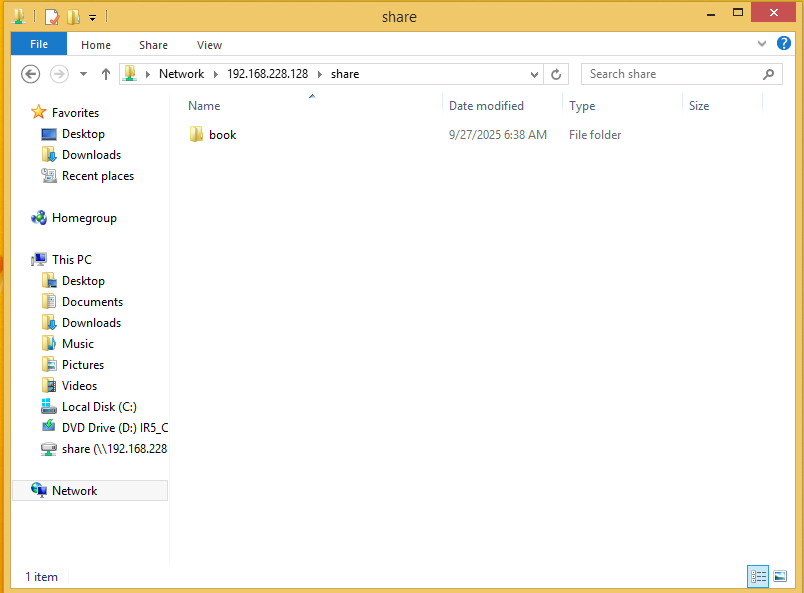 share
File Home Share View
Network 192.168.228.128 share
Search share
Name Date modified Type Size
book 9/27/2025 6:38 AM File folder
Favorites
Desktop
Downloads
Recent places
Homegroup
This PC
Desktop
Documents
Downloads
Music
Pictures
Videos
Local Disk (C:)
DVD Drive (D:) IR5_C
share (\\192.168.228
Network
1 item